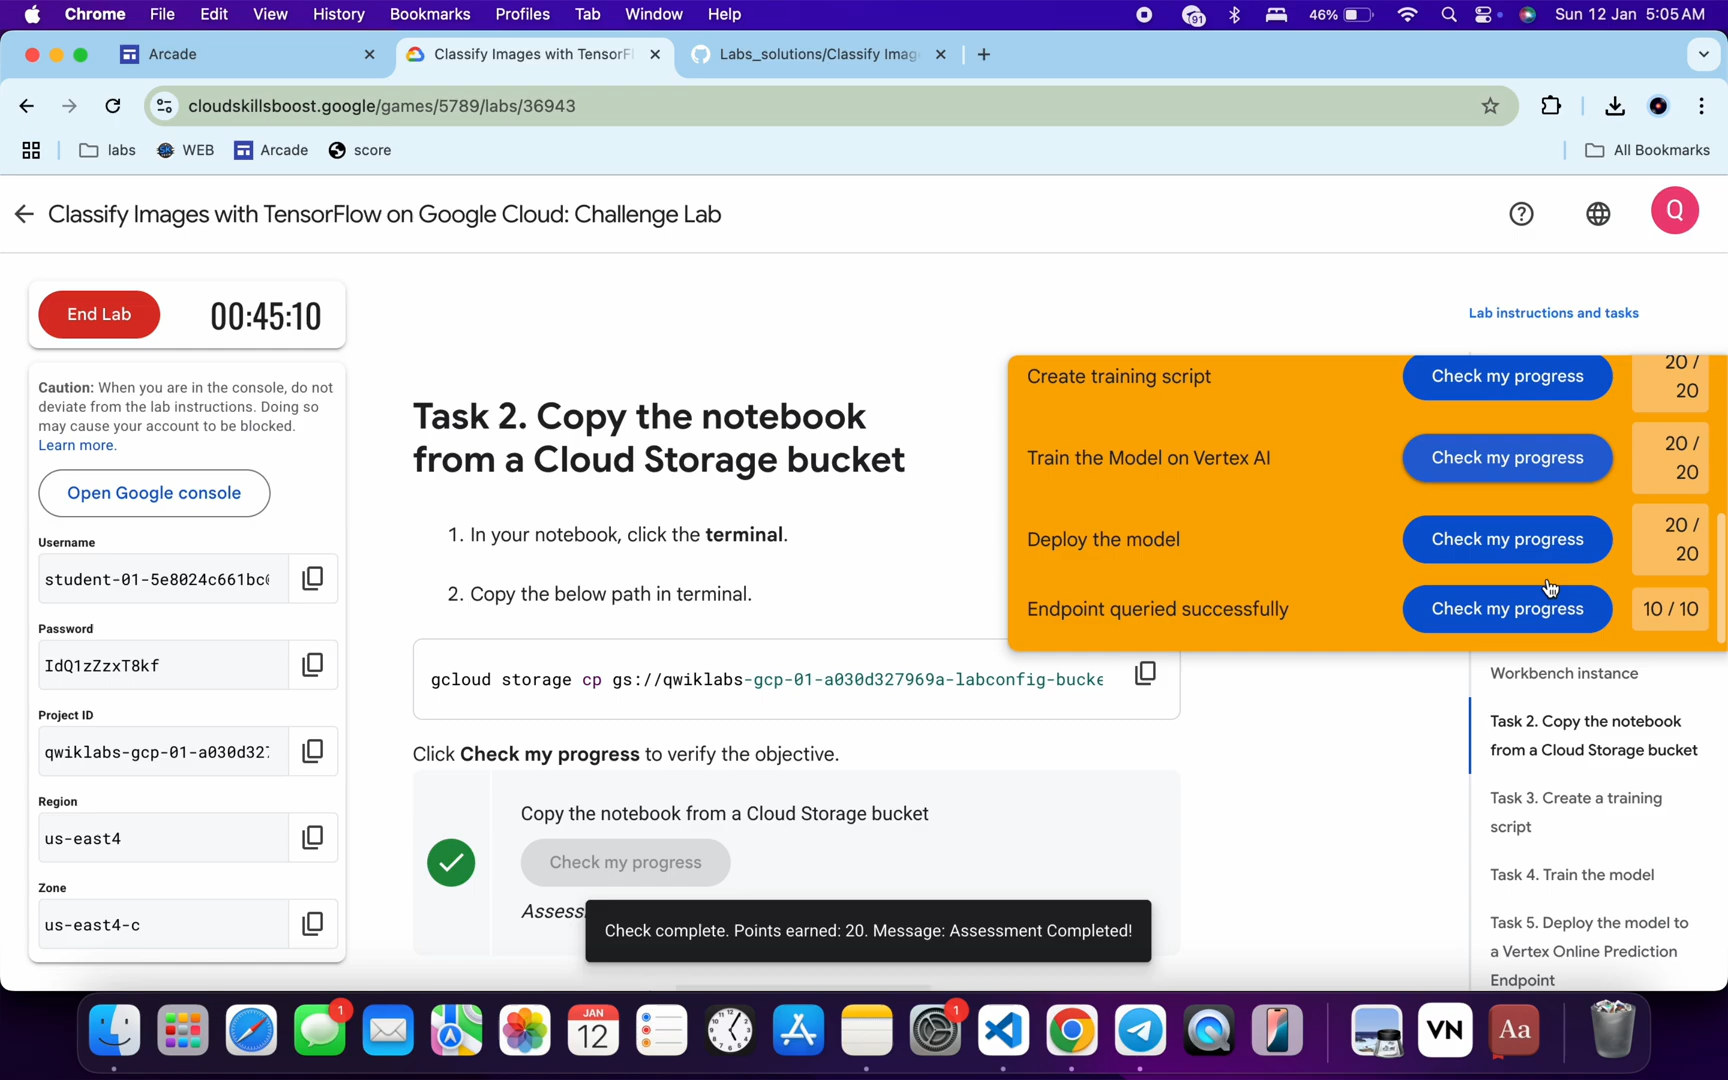 Chrome File Edit View History Bookmarks Profiles Tab Window Help 91 46% Sun 12 Jan 5:05 AM
Arcade
Classify Images with TensorF
Labs_solutions/Classify Imag
cloudskillsboost.google/games/5789/labs/36943
labs WEB Arcade score All Bookmarks
Classify Images with TensorFlow on Google Cloud: Challenge Lab
Q
End Lab 00:45:10
Caution: When you are in the console, do not
deviate from the lab instructions. Doing so
may cause your account to be blocked.
Learn more.
Open Google console
Username
student-01-5e8024c661bc
Password
IdQ1zZzxT8kf
Project ID
qwiklabs-gcp-01-a030d32
Region
us-east4
Zone
us-east4-c
Task 2. Copy the notebook
from a Cloud Storage bucket
1. In your notebook, click the terminal.
2. Copy the below path in terminal.
gcloud storage cp gs://qwiklabs-gcp-01-a030d327969a-labconfig-bucke
Click Check my progress to verify the objective.
Copy the notebook from a Cloud Storage bucket
Check my progress
Assess
Check complete. Points earned: 20. Message: Assessment Completed!
Lab instructions and tasks
Create training script Check my progress 20 /
20
Train the Model on Vertex AI Check my progress 20 /
20
Deploy the model Check my progress 20 /
20
Endpoint queried successfully Check my progress 10 / 10
Workbench instance
Task 2. Copy the notebook
from a Cloud Storage bucket
Task 3. Create a training
script
Task 4. Train the model
Task 5. Deploy the model to
a Vertex Online Prediction
Endpoint
1
JAN
12
1
VN
Aa